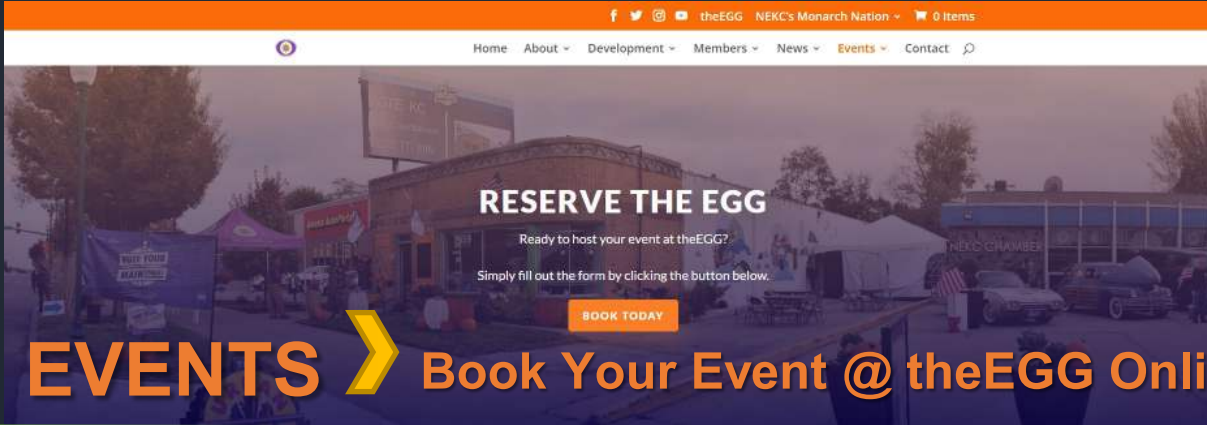 theEGG NEKC's Monarch Nation 0 Items
Home About Development Members News Events Contact
RESERVE THE EGG
Ready to host your event at theEGG?
Simply fill out the form by clicking the button below.
BOOK TODAY
NEKC CHAMBER
EVENTS Book Your Event @ theEGG Onli